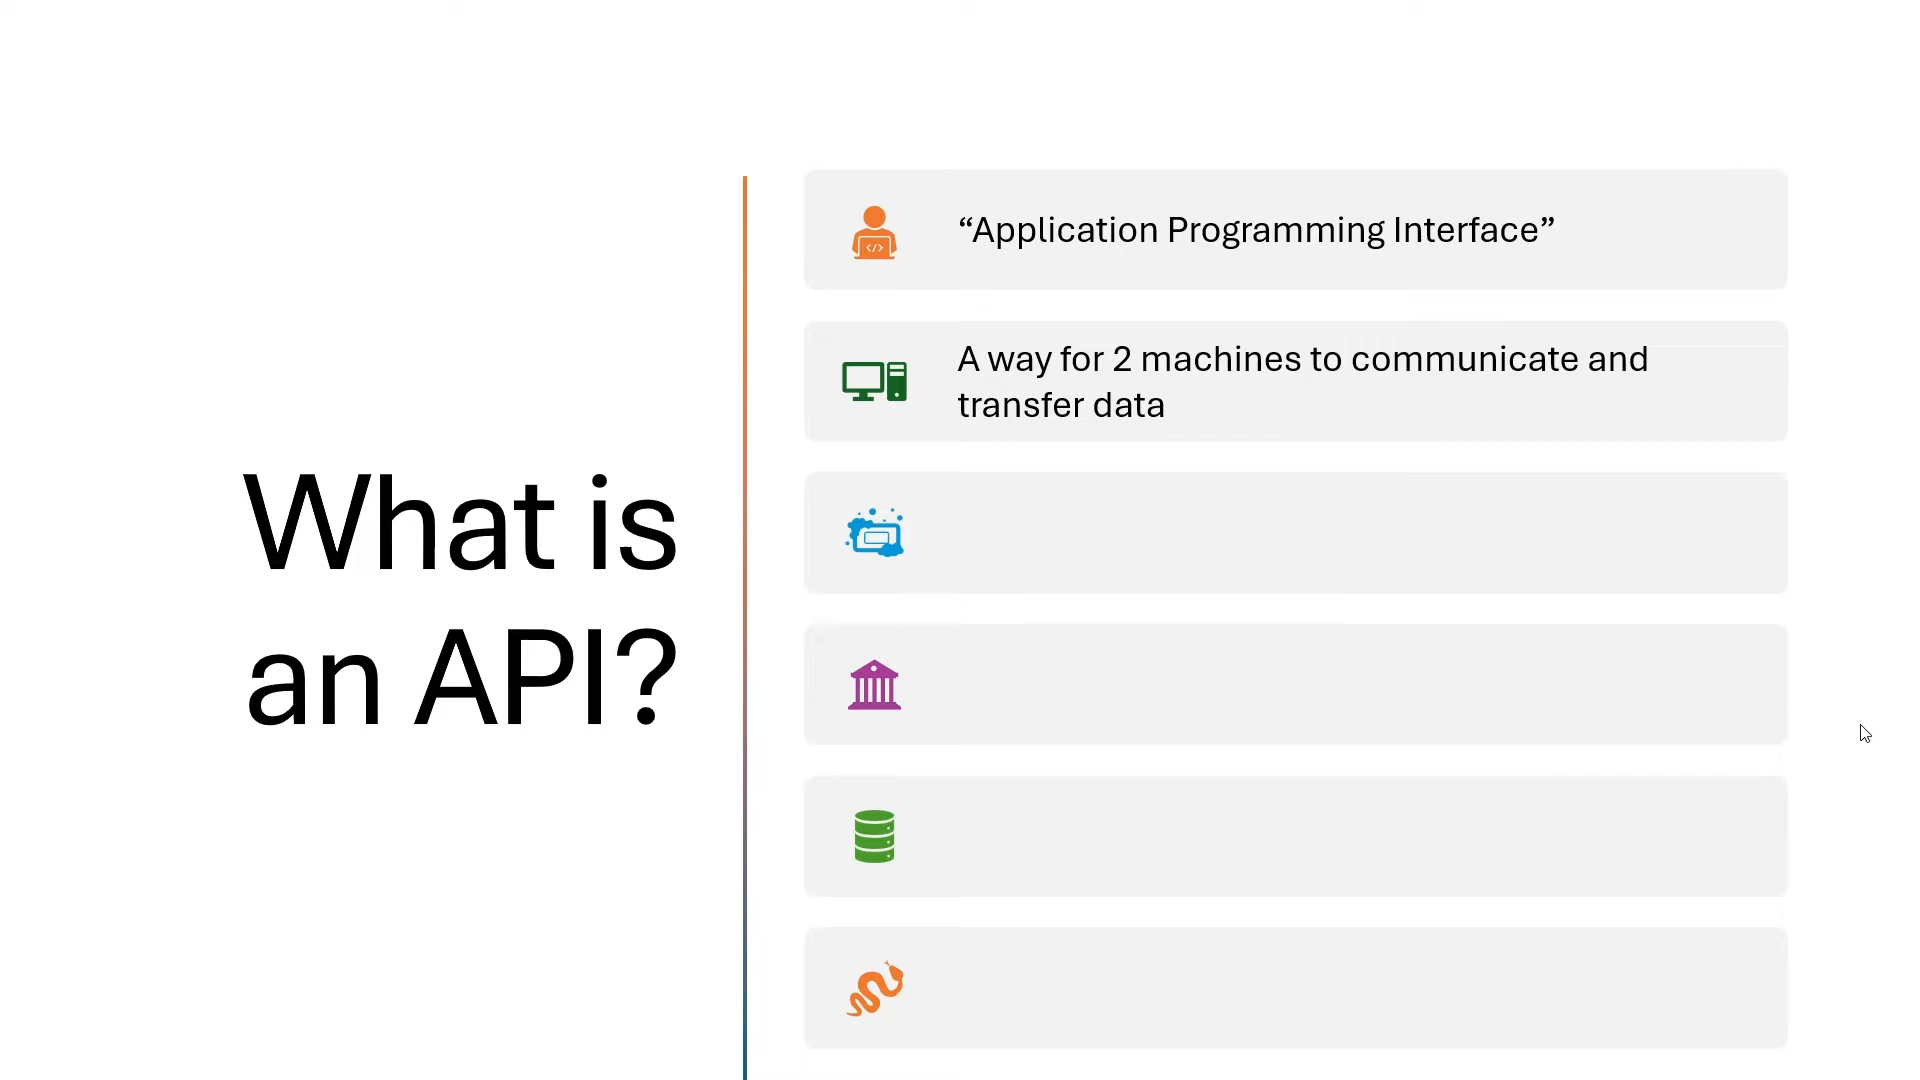 What is
an API?
“Application Programming Interface”
A way for 2 machines to communicate and
transfer data